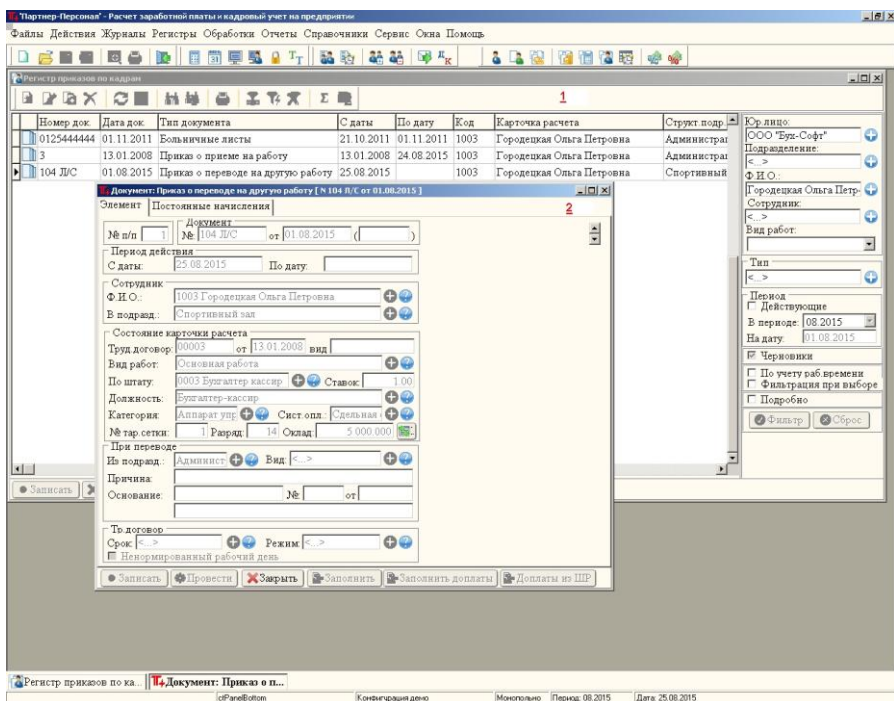 "Партнер-Персонал" - Расчет заработной платы и кадровый учет на предприятии
Файлы Действия Журналы Регистры Обработки Отчеты Справочники Сервис Окна Помощь
Регистр приказов по кадрам
1
Номер док. Дата док. Тип документа С даты По дату Код Карточка расчета Структ.подр.
0125444444 01.11.2011 Больничные листы 21.10.2011 01.11.2011 1003 Городецкая Ольга Петровна Администрац
3 13.01.2008 Приказ о приеме на работу 13.01.2008 24.08.2015 1003 Городецкая Ольга Петровна Администрац
104 Л/С 01.08.2015 Приказ о переводе на другую работу 25.08.2015 1003 Городецкая Ольга Петровна Спортивный
Юр.лицо:
ООО "Бух-Софт"
Подразделение:
<...>
Ф.И.О.:
Городецкая Ольга Петр
Сотрудник:
<...>
Вид работ:
Тип
<...>
Период
Действующие
В периоде: 08.2015
На дату: 01.08.2015
Черновики
По учету раб.времени
Фильтрация при выборе
Подробно
Фильтр Сброс
Документ: Приказ о переводе на другую работу [ N 104 Л/С от 01.08.2015 ]
Элемент Постоянные начисления
2
Документ
№ п/п 1 № 104 Л/С от 01.08.2015 ( )
Период действия
С даты: 25.08.2015 По дату:
Сотрудник
Ф.И.О.: 1003 Городецкая Ольга Петровна
В подразд.: Спортивный зал
Состояние карточки расчета
Труд.договор: 00003 от 13.01.2008 вид
Вид работ: Основная работа
По штату: 0003 Бухгалтер кассир Ставок: 1.00
Должность: Бухгалтер-кассир
Категория: Аппарат упр Сист.опл.: Сдельная
№ тар.сетки: 1 Разряд: 14 Оклад: 5 000.000
При переводе
Из подразд.: Админист Вид: <...>
Причина:
Основание: № от
Тр.договор
Срок: <...> Режим: <...>
Ненормированный рабочий день
Записать
Записать Провести Закрыть Заполнить Заполнить доплаты Доплаты из ШР
Регистр приказов по ка... Документ: Приказ о п...
ctPanelBottom Конфигурация демо Монопольно Период: 08.2015 Дата: 25.08.2015